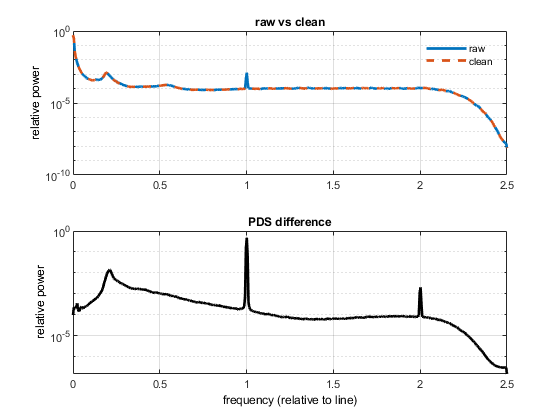 raw vs clean
10^0
10^-5
10^-10
relative power
raw
clean
0 0.5 1 1.5 2 2.5
PDS difference
10^0
10^-5
relative power
0 0.5 1 1.5 2 2.5
frequency (relative to line)